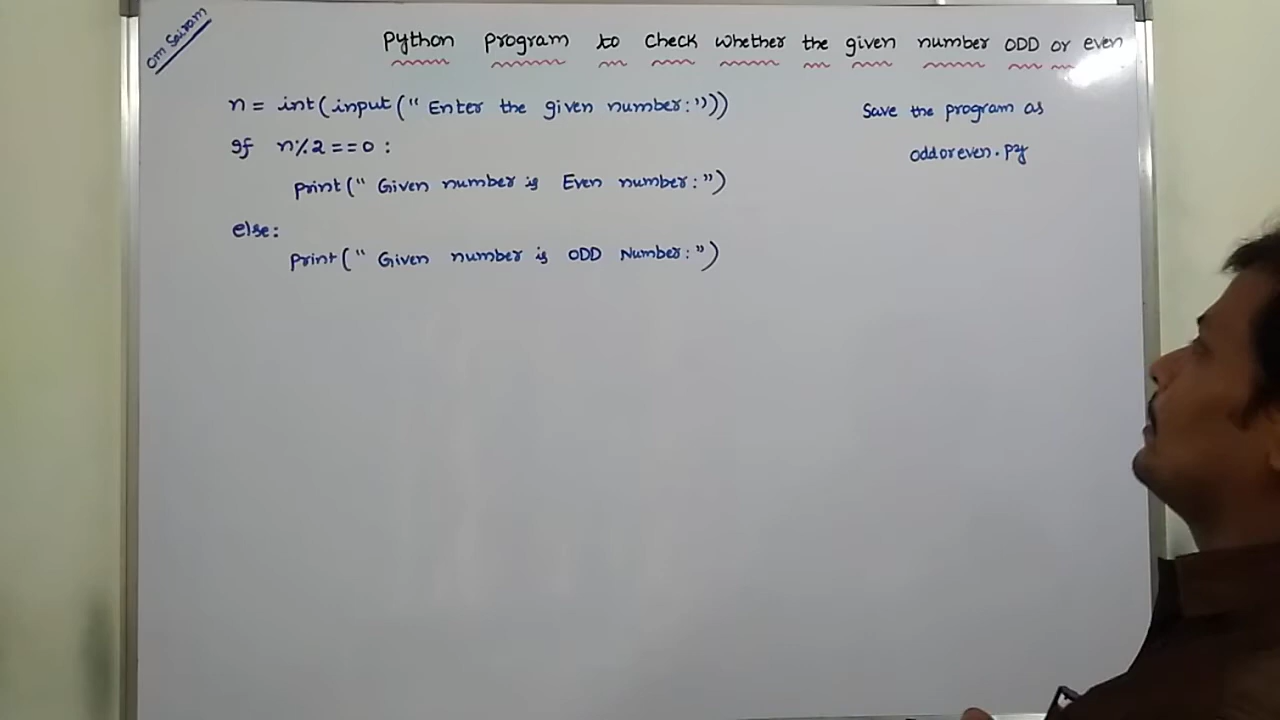 Om Sairam
Python program to check whether the given number ODD or even
n = int(input("Enter the given number:"))
If n%2==0:
print("Given number is Even number:")
else:
print("Given number is ODD Number:")
Save the program as
oddoreven.py